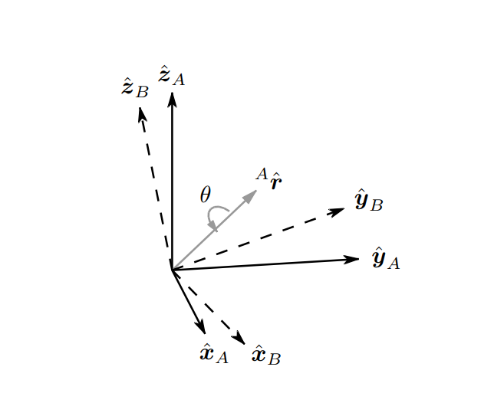 ẑ_A
ẑ_B
θ
^A r̂
ŷ_B
ŷ_A
x̂_A
x̂_B